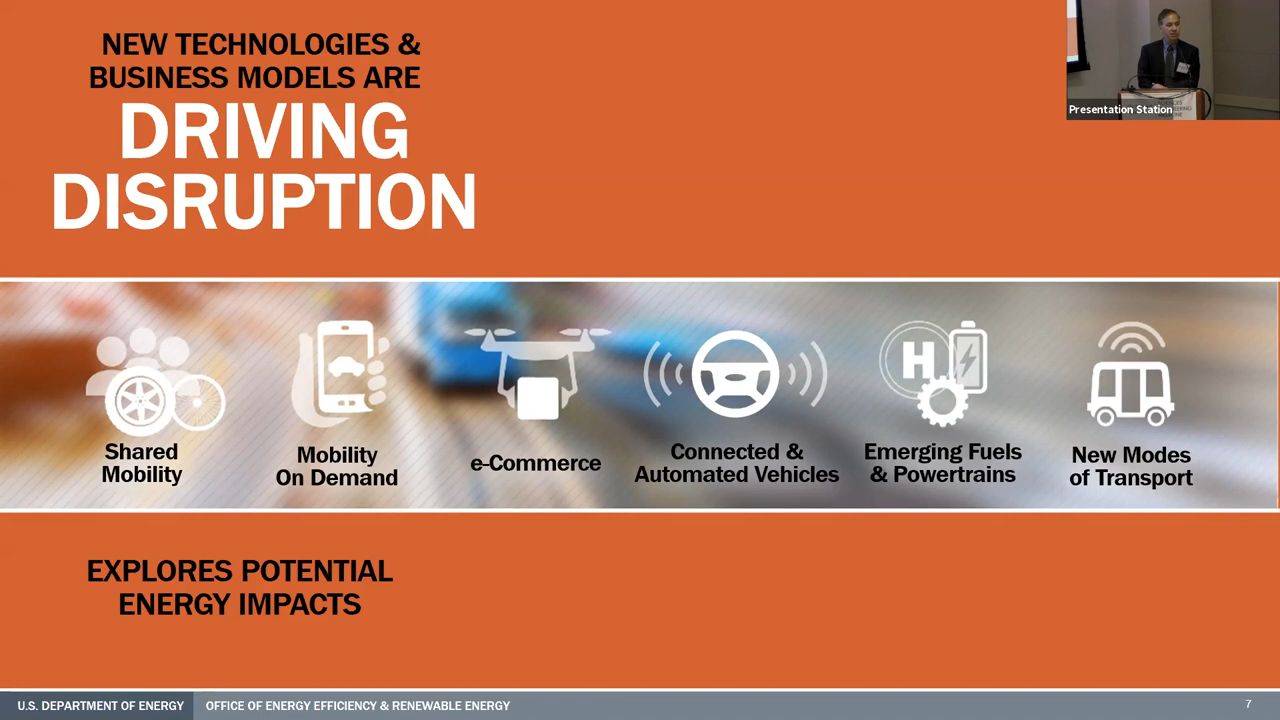 NEW TECHNOLOGIES &
BUSINESS MODELS ARE
DRIVING
DISRUPTION
Presentation Station
Shared
Mobility
Mobility
On Demand
e-Commerce
Connected &
Automated Vehicles
H
Emerging Fuels
& Powertrains
New Modes
of Transport
EXPLORES POTENTIAL
ENERGY IMPACTS
U.S. DEPARTMENT OF ENERGY
OFFICE OF ENERGY EFFICIENCY & RENEWABLE ENERGY
7